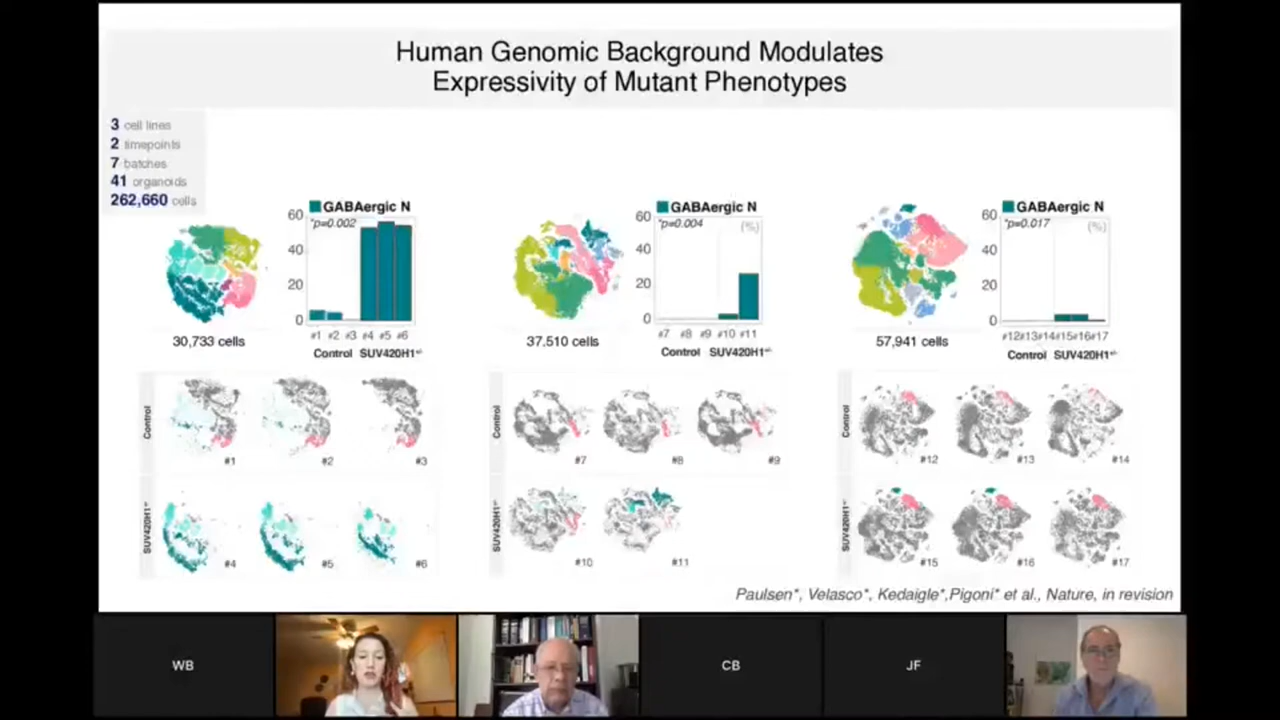 Human Genomic Background Modulates
Expressivity of Mutant Phenotypes
3 cell lines
2 timepoints
7 batches
41 organoids
262,660 cells
GABAergic N
*p=0.002
60
40
20
0
#1 #2 #3 #4 #5 #6
Control SUV420H1+/-
30,733 cells
GABAergic N
*p=0.004
(%)
60
40
20
0
#7 #8 #9 #10 #11
Control SUV420H1+/-
37.510 cells
GABAergic N
*p=0.017
(%)
60
40
20
0
#12#13#14#15#16#17
Control SUV420H1+/-
57,941 cells
Control
#1
#2
#3
Control
#7
#8
#9
Control
#12
#13
#14
SUV420H1+/-
#4
#5
#6
SUV420H1+/-
#10
#11
SUV420H1+/-
#15
#16
#17
Paulsen*, Velasco*, Kedaigle*,Pigoni* et al., Nature, in revision
WB
CB
JF